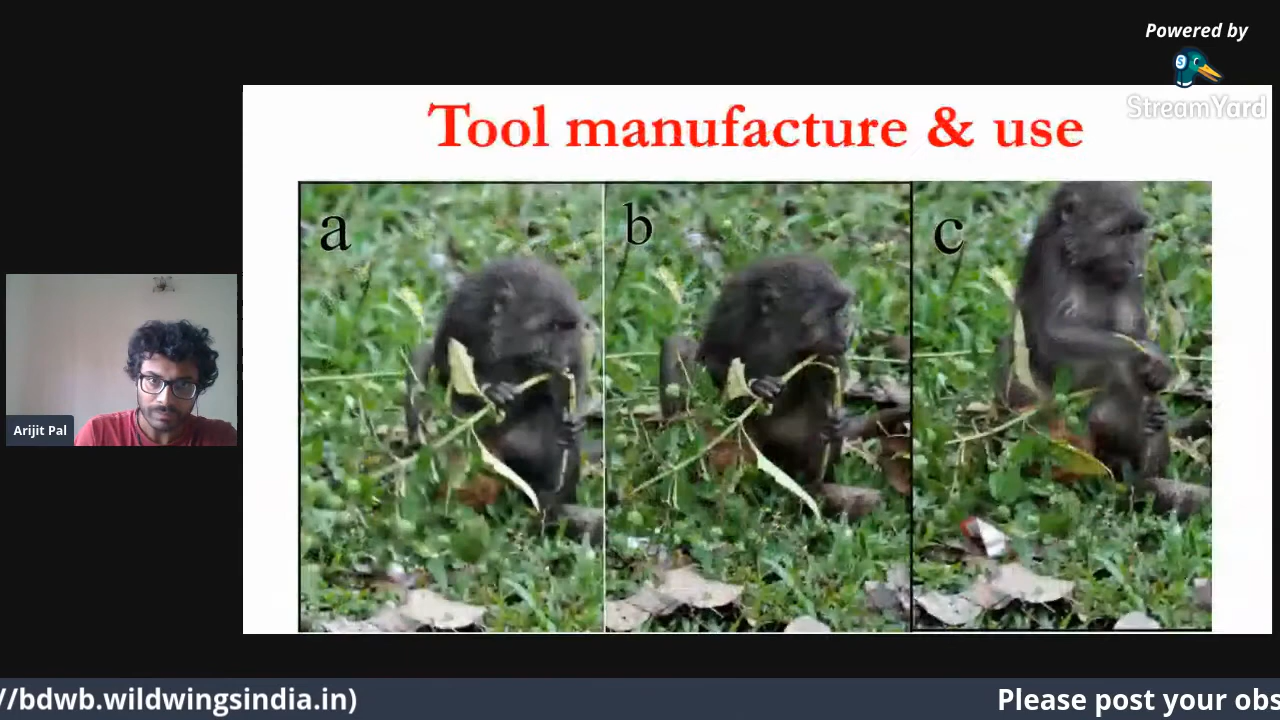 Powered by
StreamYard
Tool manufacture & use
a
b
c
Arijit Pal
//bdwb.wildwingsindia.in)
Please post your obs